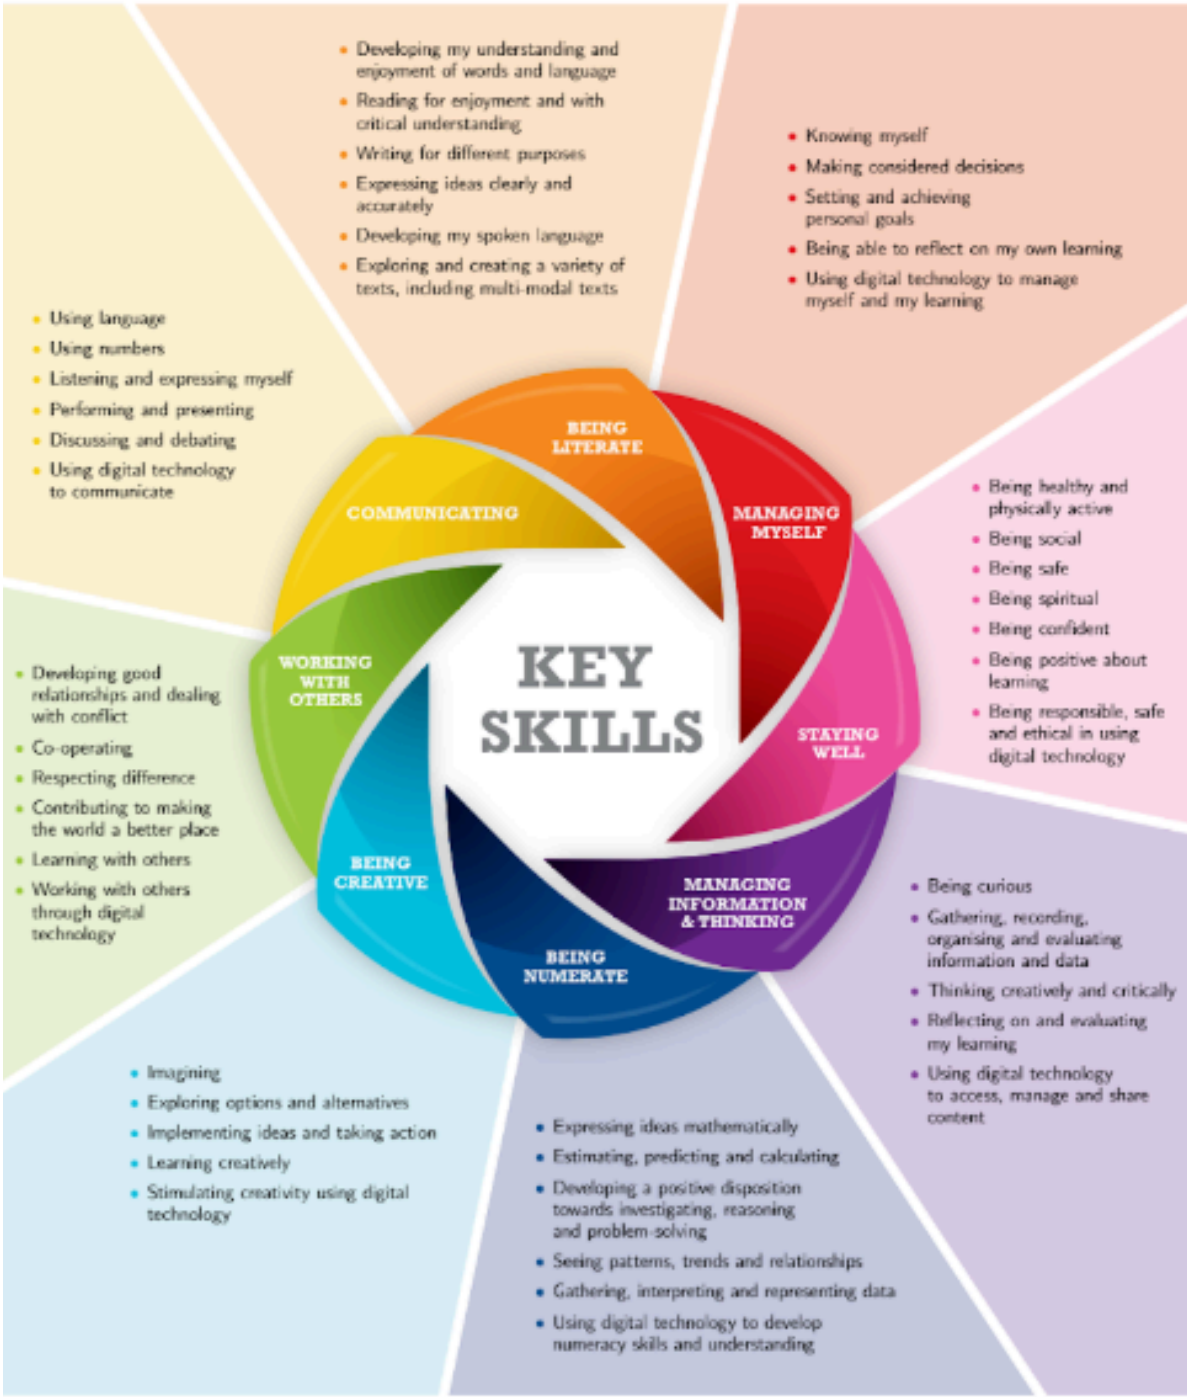 • Developing my understanding and
enjoyment of words and language
• Reading for enjoyment and with
critical understanding
• Writing for different purposes
• Expressing ideas clearly and
accurately
• Developing my spoken language
• Exploring and creating a variety of
texts, including multi-modal texts
• Knowing myself
• Making considered decisions
• Setting and achieving
personal goals
• Being able to reflect on my own learning
• Using digital technology to manage
myself and my learning
• Using language
• Using numbers
• Listening and expressing myself
• Performing and presenting
• Discussing and debating
• Using digital technology
to communicate
BEING
LITERATE
COMMUNICATING
MANAGING
MYSELF
• Being healthy and
physically active
• Being social
• Being safe
• Being spiritual
• Being confident
• Being positive about
learning
• Being responsible, safe
and ethical in using
digital technology
WORKING
WITH
OTHERS
KEY
SKILLS
STAYING
WELL
• Developing good
relationships and dealing
with conflict
• Co-operating
• Respecting difference
• Contributing to making
the world a better place
• Learning with others
• Working with others
through digital
technology
BEING
CREATIVE
MANAGING
INFORMATION
& THINKING
BEING
NUMERATE
• Being curious
• Gathering, recording,
organising and evaluating
information and data
• Thinking creatively and critically
• Reflecting on and evaluating
my learning
• Using digital technology
to access, manage and share
content
• Imagining
• Exploring options and alternatives
• Implementing ideas and taking action
• Learning creatively
• Stimulating creativity using digital
technology
• Expressing ideas mathematically
• Estimating, predicting and calculating
• Developing a positive disposition
towards investigating, reasoning
and problem-solving
• Seeing patterns, trends and relationships
• Gathering, interpreting and representing data
• Using digital technology to develop
numeracy skills and understanding